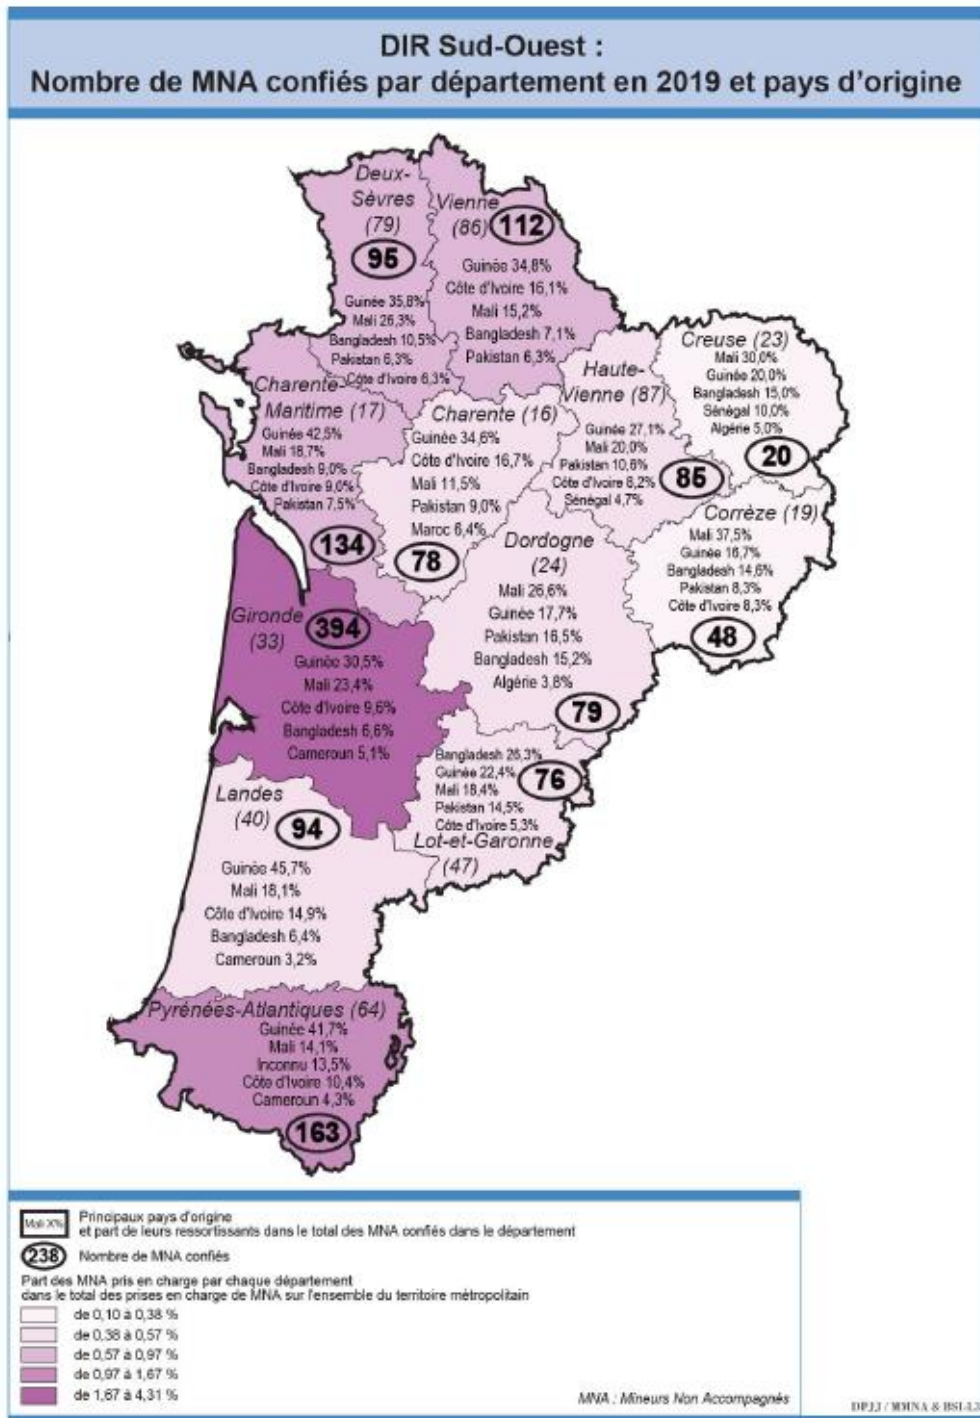 DIR Sud-Ouest :
Nombre de MNA confiés par département en 2019 et pays d'origine
Deux-
Sèvres
(79)
95
Guinée 35,8%
Mali 26,3%
Bangladesh 10,5%
Pakistan 6,3%
Côte d'Ivoire 6,3%
Vienne
(86)
112
Guinée 34,8%
Côte d'Ivoire 16,1%
Mali 15,2%
Bangladesh 7,1%
Pakistan 6,3%
Creuse (23)
Mali 30,0%
Guinée 20,0%
Bangladesh 15,0%
Sénégal 10,0%
Algérie 5,0%
20
Haute-
Vienne (87)
Guinée 27,1%
Mali 20,0%
Pakistan 10,6%
Côte d'Ivoire 8,2%
Sénégal 4,7%
85
Charente-
Maritime (17)
Guinée 42,5%
Mali 18,7%
Bangladesh 9,0%
Côte d'Ivoire 9,0%
Pakistan 7,5%
134
Charente (16)
Guinée 34,6%
Côte d'Ivoire 16,7%
Mali 11,5%
Pakistan 9,0%
Maroc 6,4%
78
Corrèze (19)
Mali 37,5%
Guinée 16,7%
Bangladesh 14,6%
Pakistan 8,3%
Côte d'Ivoire 8,3%
48
Dordogne
(24)
Mali 26,6%
Guinée 17,7%
Pakistan 16,5%
Bangladesh 15,2%
Algérie 3,8%
79
Gironde
(33)
394
Guinée 30,5%
Mali 23,4%
Côte d'Ivoire 9,6%
Bangladesh 6,6%
Cameroun 5,1%
Bangladesh 26,3%
Guinée 22,4%
Mali 18,4%
Pakistan 14,5%
Côte d'Ivoire 5,3%
76
Lot-et-Garonne
(47)
Landes
(40)
94
Guinée 45,7%
Mali 18,1%
Côte d'Ivoire 14,9%
Bangladesh 6,4%
Cameroun 3,2%
Pyrénées-Atlantiques (64)
Guinée 41,7%
Mali 14,1%
Inconnu 13,5%
Côte d'Ivoire 10,4%
Cameroun 4,3%
163
Mali X%
Principaux pays d'origine
et part de leurs ressortissants dans le total des MNA confiés dans le département
238
Nombre de MNA confiés
Part des MNA pris en charge par chaque département
dans le total des prises en charge de MNA sur l'ensemble du territoire métropolitain
de 0,10 à 0,38 %
de 0,38 à 0,57 %
de 0,57 à 0,97 %
de 0,97 à 1,67 %
de 1,67 à 4,31 %
MNA : Mineurs Non Accompagnés
DPJJ / MMNA &